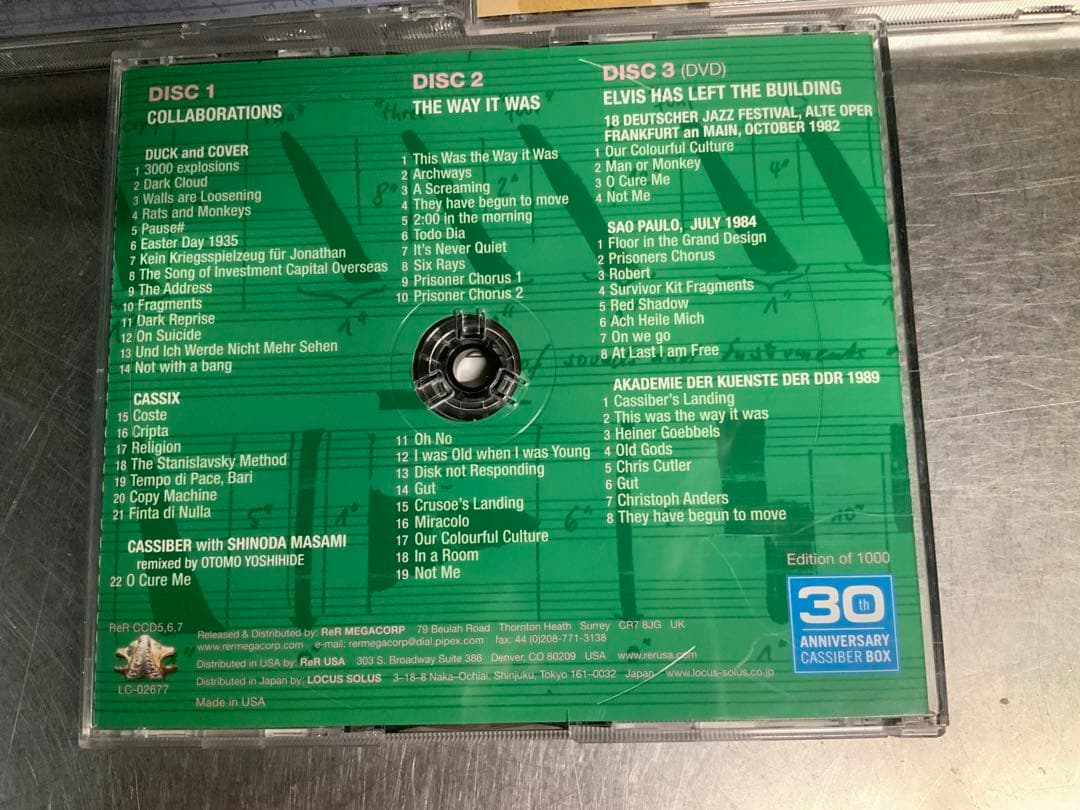 DISC 1
COLLABORATIONS
DUCK and COVER
1 3000 explosions
2 Dark Cloud
3 Walls are Loosening
4 Rats and Monkeys
5 Pause#
6 Easter Day 1935
7 Kein Kriegsspielzeug für Jonathan
8 The Song of Investment Capital Overseas
9 The Address
10 Fragments
11 Dark Reprise
12 On Suicide
13 Und Ich Werde Nicht Mehr Sehen
14 Not with a bang
CASSIX
15 Coste
16 Cripta
17 Religion
18 The Stanislavsky Method
19 Tempo di Pace, Bari
20 Copy Machine
21 Finta di Nulla
CASSIBER with SHINODA MASAMI
remixed by OTOMO YOSHIHIDE
22 O Cure Me
DISC 2
THE WAY IT WAS
1 This Was the Way it Was
2 Archways
3 A Screaming
4 They have begun to move
5 2:00 in the morning
6 Todo Dia
7 It's Never Quiet
8 Six Rays
9 Prisoner Chorus 1
10 Prisoner Chorus 2
11 Oh No
12 I was Old when I was Young
13 Disk not Responding
14 Gut
15 Crusoe's Landing
16 Miracolo
17 Our Colourful Culture
18 In a Room
19 Not Me
DISC 3 (DVD)
ELVIS HAS LEFT THE BUILDING
18 DEUTSCHER JAZZ FESTIVAL, ALTE OPER
FRANKFURT an MAIN, OCTOBER 1982
1 Our Colourful Culture
2 Man or Monkey
3 O Cure Me
4 Not Me
SAO PAULO, JULY 1984
1 Floor in the Grand Design
2 Prisoners Chorus
3 Robert
4 Survivor Kit Fragments
5 Red Shadow
6 Ach Heile Mich
7 On we go
8 At Last I am Free
AKADEMIE DER KUENSTE DER DDR 1989
1 Cassiber's Landing
2 This was the way it was
3 Heiner Goebbels
4 Old Gods
5 Chris Cutler
6 Gut
7 Christoph Anders
8 They have begun to move
Edition of 1000
30th
ANNIVERSARY
CASSIBER BOX
ReR CCD5,6,7
LC-02677
Released & Distributed by: ReR MEGACORP 79 Beulah Road Thornton Heath Surrey CR7 8JG UK
www.rermegacorp.com e-mail: rermegacorp@dial.pipex.com fax: 44 (0)208-771-3138
Distributed in USA by: ReR USA 303 S. Broadway Suite 386 Denver, CO 80209 USA www.rerusa.com
Distributed in Japan by: LOCUS SOLUS 3-18-8 Naka-Ochiai, Shinjuku, Tokyo 161-0032 Japan www.locus-solus.co.jp
Made in USA
three
8"
2"
4"
1"
1"
of sounds
instruments
5"
1"
6"
10"